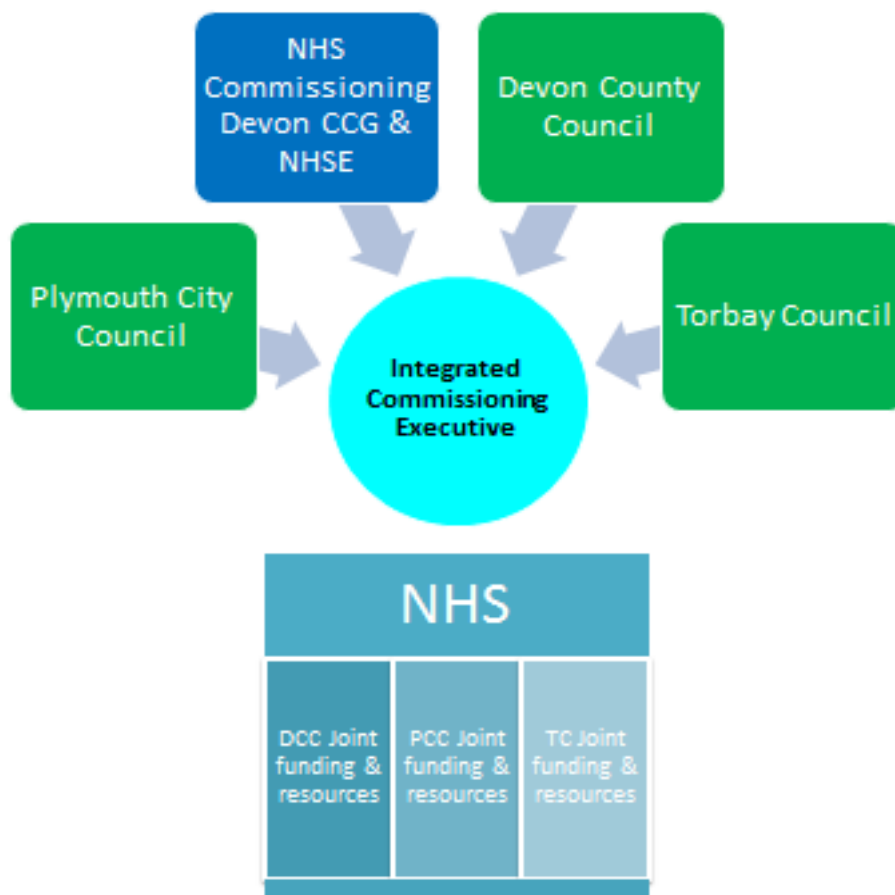 NHS
Commissioning
Devon CCG &
NHSE
Devon County
Council
Plymouth City
Council
Torbay Council
Integrated
Commissioning
Executive
NHS
DCC Joint
funding &
resources
PCC Joint
funding &
resources
TC Joint
funding &
resources